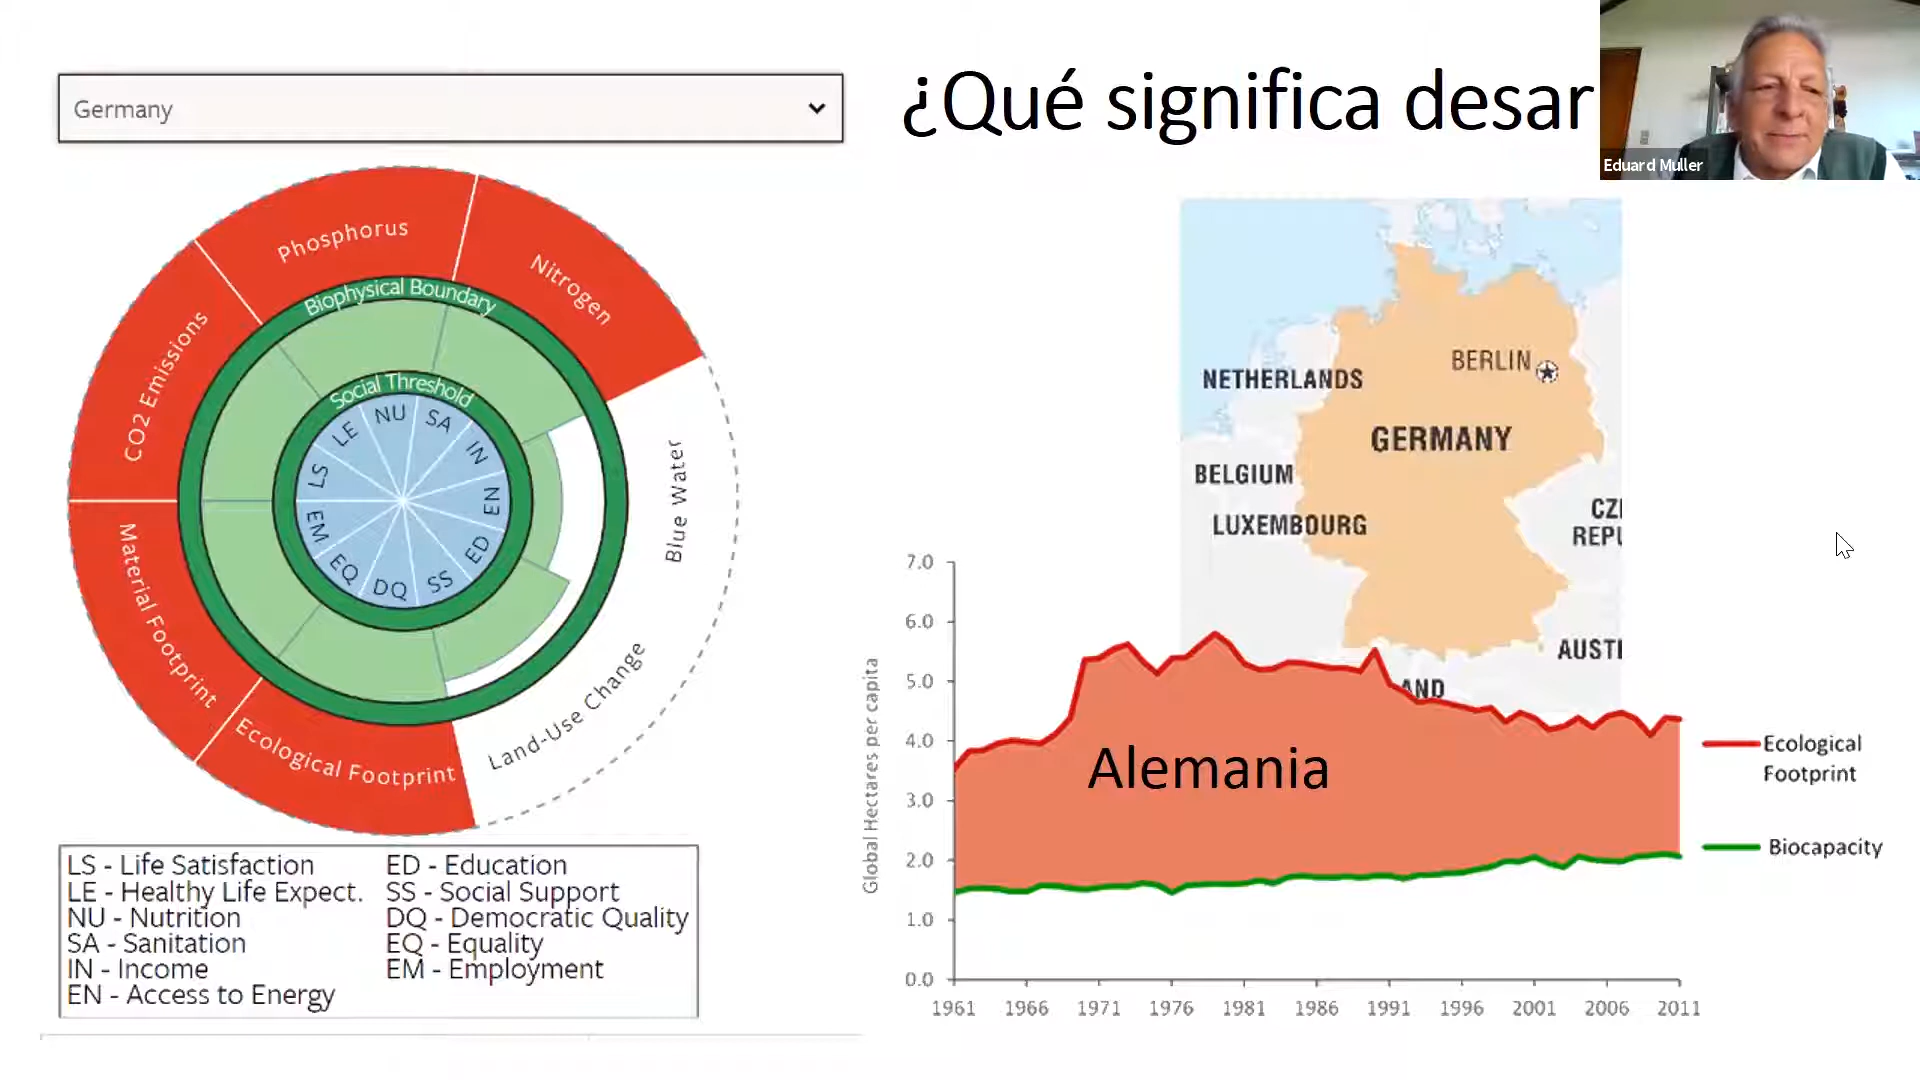 Germany
¿Qué significa desar
Eduard Muller
Phosphorus
Nitrogen
CO2 Emissions
Biophysical Boundary
Social Threshold
LS
LE
NU
SA
IN
EN
ED
SS
DQ
EQ
EM
Blue Water
Material Footprint
Ecological Footprint
Land-Use Change
LS - Life Satisfaction
LE - Healthy Life Expect.
NU - Nutrition
SA - Sanitation
IN - Income
EN - Access to Energy
ED - Education
SS - Social Support
DQ - Democratic Quality
EQ - Equality
EM - Employment
BERLIN
NETHERLANDS
GERMANY
BELGIUM
LUXEMBOURG
CZ
REPU
AUST
AND
Global Hectares per capita
7.0
6.0
5.0
4.0
3.0
2.0
1.0
0.0
1961 1966 1971 1976 1981 1986 1991 1996 2001 2006 2011
Alemania
Ecological
Footprint
Biocapacity